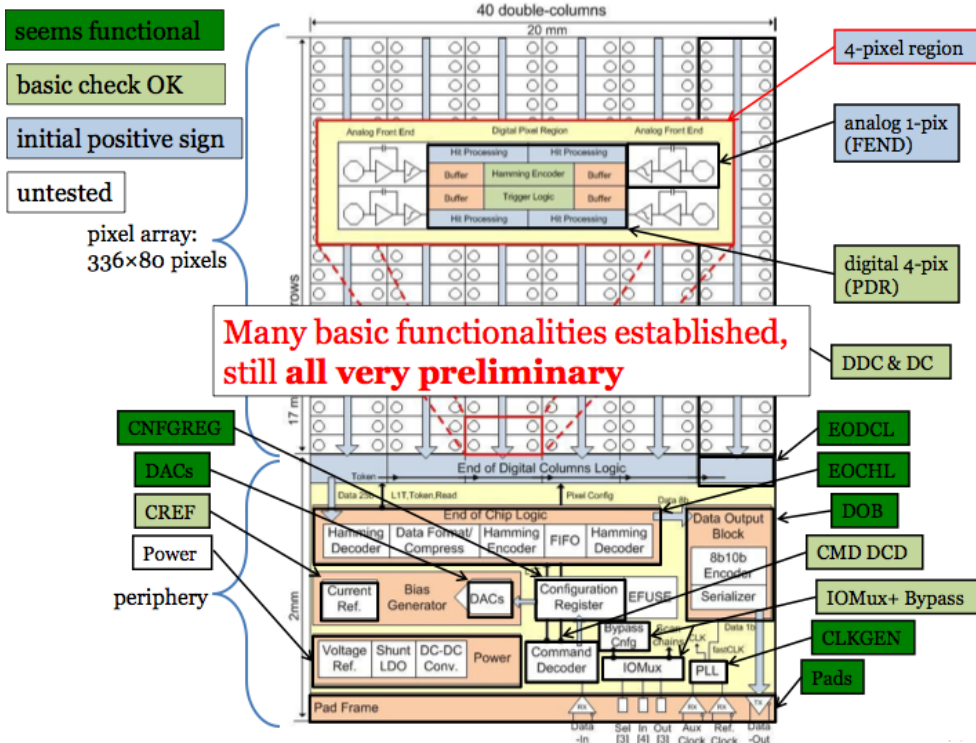 40 double-columns
20 mm
seems functional
basic check OK
initial positive sign
untested
pixel array:
336×80 pixels
4-pixel region
analog 1-pix
(FEND)
digital 4-pix
(PDR)
DDC & DC
Analog Front End
Digital Pixel Region
Analog Front End
Hit Processing
Hit Processing
Buffer
Hamming Encoder
Buffer
Buffer
Trigger Logic
Buffer
Hit Processing
Hit Processing
rows
Many basic functionalities established,
still all very preliminary
17 m
CNFGREG
DACs
CREF
Power
periphery
2mm
EODCL
EOCHL
DOB
CMD DCD
IOMux+ Bypass
CLKGEN
Pads
End of Digital Columns Logic
Token
L1T,Token,Read
Pixel Config
Data 8b
End of Chip Logic
Hamming Decoder
Data Format/ Compress
Hamming Encoder
FIFO
Hamming Decoder
Data Output Block
8b10b Encoder
Serializer
Current Ref.
Bias Generator
DACs
Configuration Register
EFUSE
Bypass Cnfg
Voltage Ref.
Shunt LDO
DC-DC Conv.
Power
Command Decoder
IOMux
PLL
CLK
fastCLK
Data 1b
Pad Frame
RX
RX
RX
TX
Data -In
Sel [3]
In [4]
Out [3]
Aux Clock
Ref. Clock
Data -Out